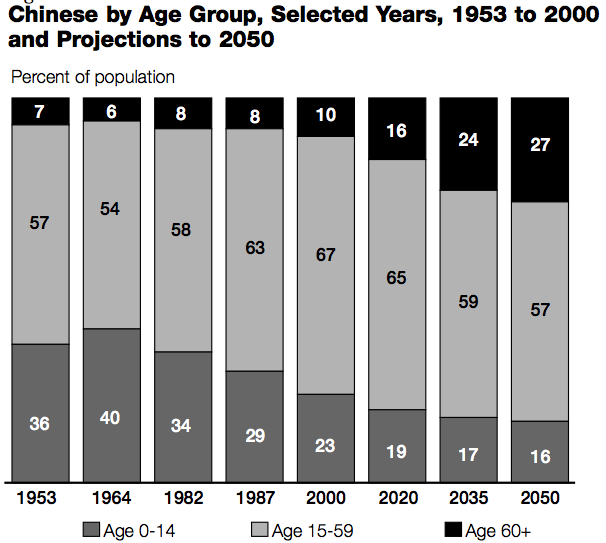 Chinese by Age Group, Selected Years, 1953 to 2000
and Projections to 2050
Percent of population
7 6 8 8 10 16 24 27
57 54 58 63 67 65 59 57
36 40 34 29 23 19 17 16
1953 1964 1982 1987 2000 2020 2035 2050
Age 0-14 Age 15-59 Age 60+